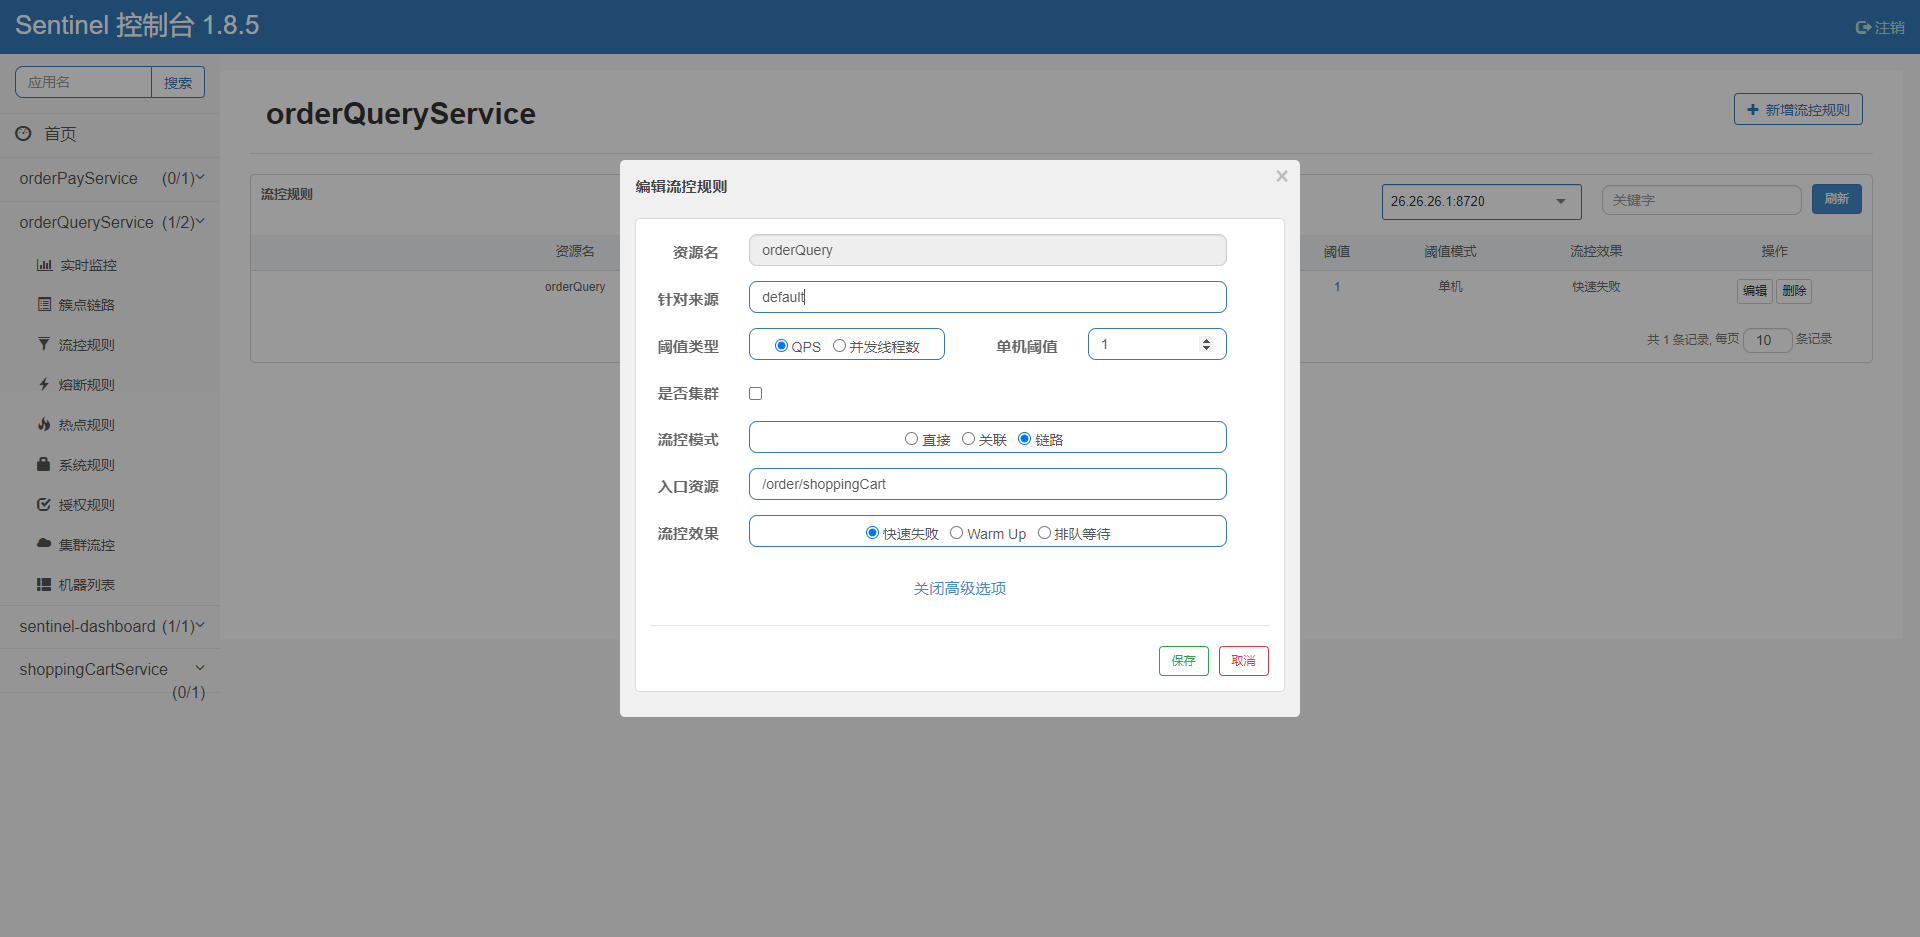 Sentinel 控制台 1.8.5
注销
应用名
搜索
首页
orderPayService (0/1)
orderQueryService (1/2)
实时监控
簇点链路
流控规则
熔断规则
热点规则
系统规则
授权规则
集群流控
机器列表
sentinel-dashboard (1/1)
shoppingCartService
(0/1)
orderQueryService
新增流控规则
流控规则
26.26.26.1:8720
关键字
刷新
资源名
阈值
阈值模式
流控效果
操作
orderQuery
1
单机
快速失败
编辑
删除
共 1 条记录, 每页 10 条记录
编辑流控规则
×
资源名
orderQuery
针对来源
default
阈值类型
QPS 并发线程数
单机阈值
1
是否集群
流控模式
直接 关联 链路
入口资源
/order/shoppingCart
流控效果
快速失败 Warm Up 排队等待
关闭高级选项
保存
取消